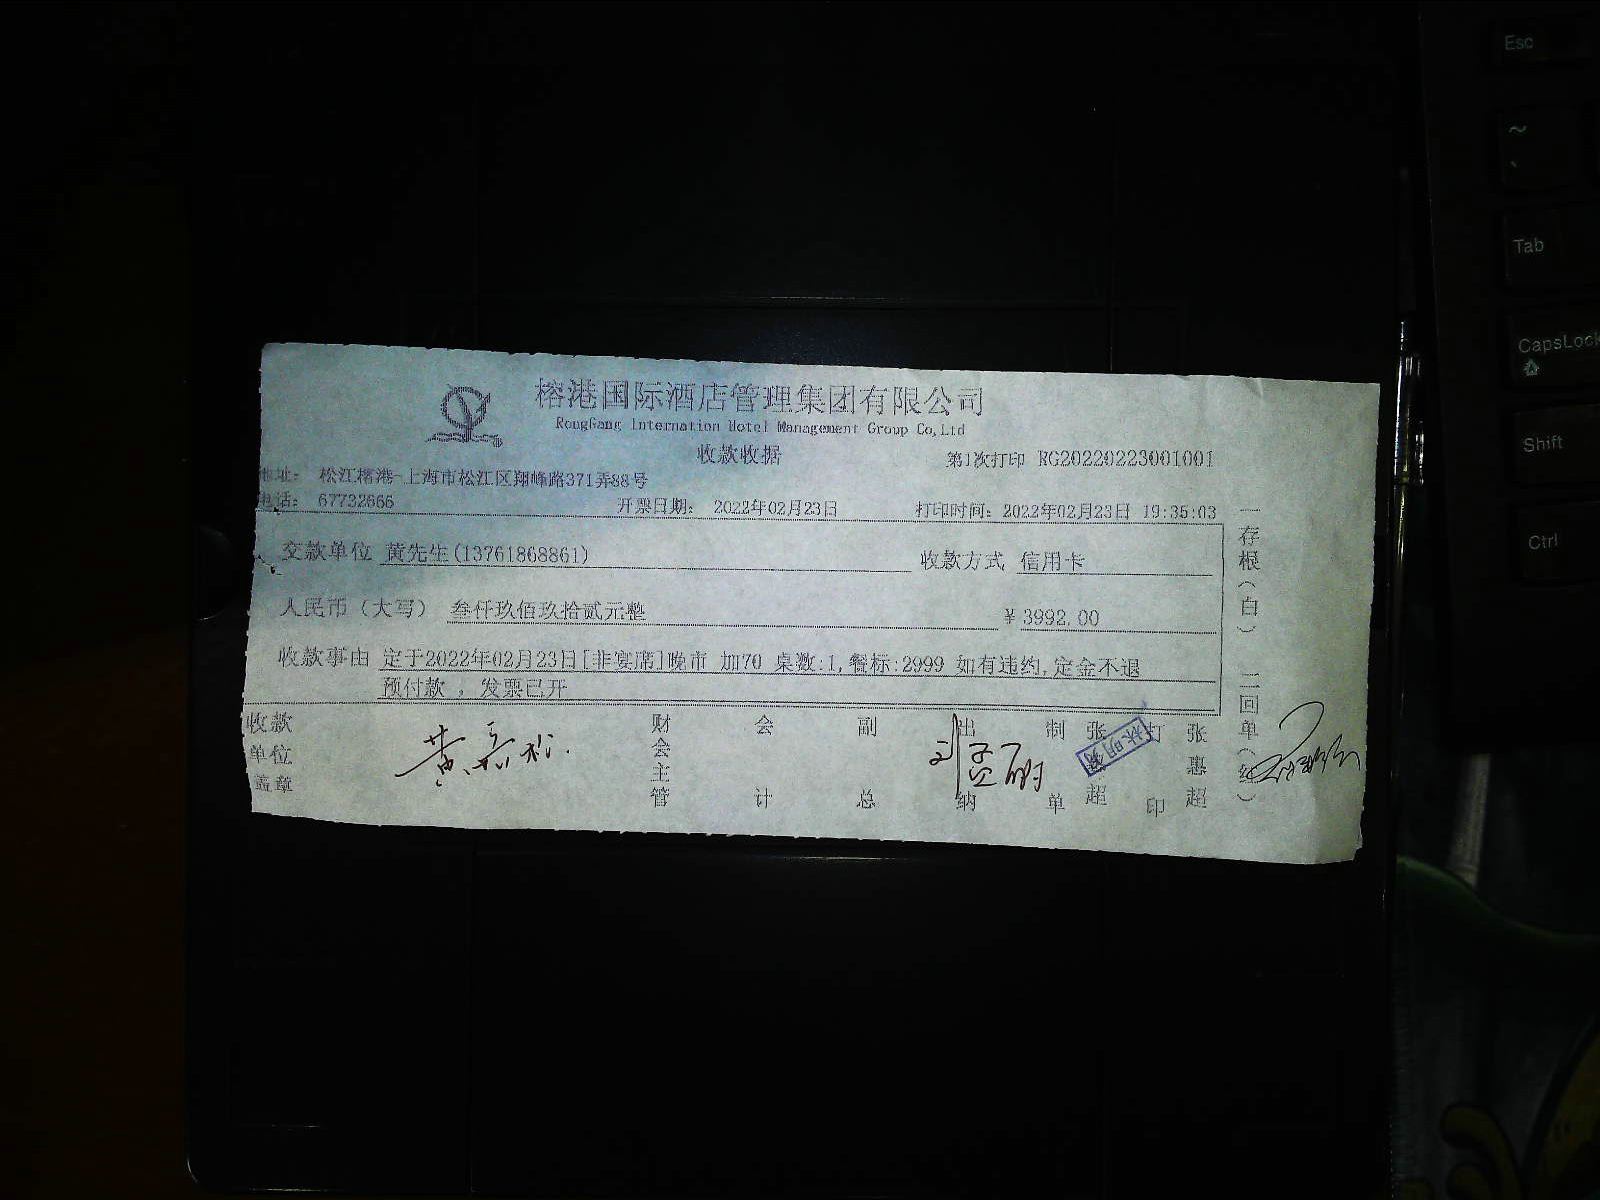 榕港国际酒店管理集团有限公司
RongGang Internation Hotel Management Group Co,Ltd
收款收据
第1次打印 RG20220223001001
地址： 松江榕港-上海市松江区翔峰路371弄88号
电话： 67732666
开票日期： 2022年02月23日
打印时间：2022年02月23日 19:35:03
交款单位 黄先生(13761868861)
收款方式 信用卡
人民币（大写） 叁仟玖佰玖拾贰元整
￥3992.00
收款事由 定于2022年02月23日[非宴席]晚市 加70 桌数:1,餐标:2999 如有违约,定金不退
预付款 ，发票已开
收款单位盖章
财会主管
会计
副总
出纳
制单
张惠超
打印
张惠超
一存根(白) 二回单(红)
Esc
~
Tab
CapsLock
Shift
Ctrl